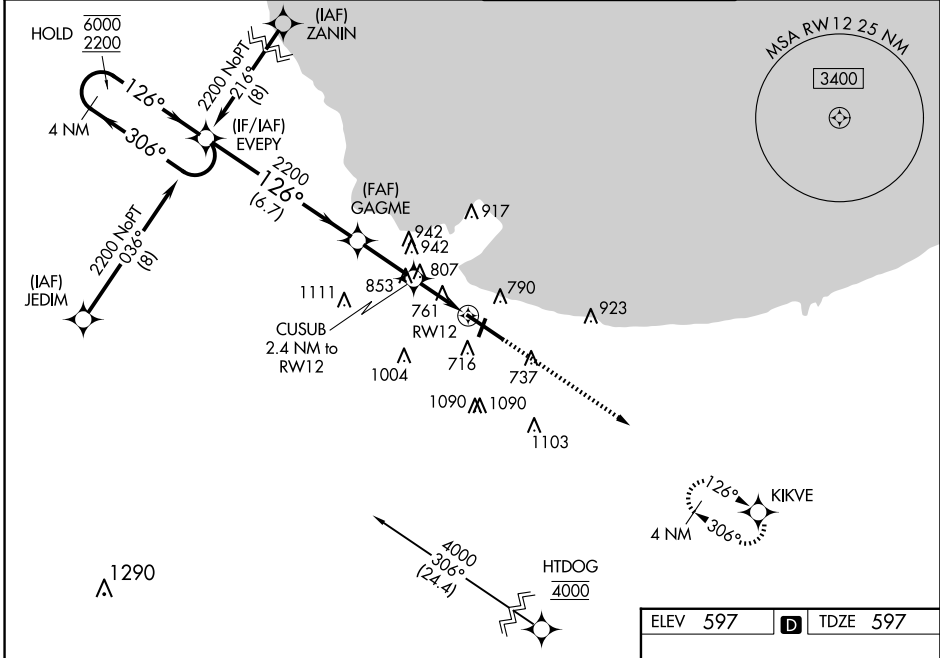 HOLD
6000
2200
(IAF)
ZANIN
2200 NoPT
216°
(8)
126°
4 NM
306°
(IF/IAF)
EVEPY
2200
126°
(6.7)
(FAF)
GAGME
2200 NoPT
036°
(8)
(IAF)
JEDIM
MSA RW12 25 NM
3400
917
942
942
807
853
761
790
923
1111
CUSUB
2.4 NM to
RW12
RW12
716
737
1004
1090
1090
1103
126°
KIKVE
4 NM
306°
4000
306°
(24.4)
HTDOG
4000
1290
ELEV 597
D
TDZE 597